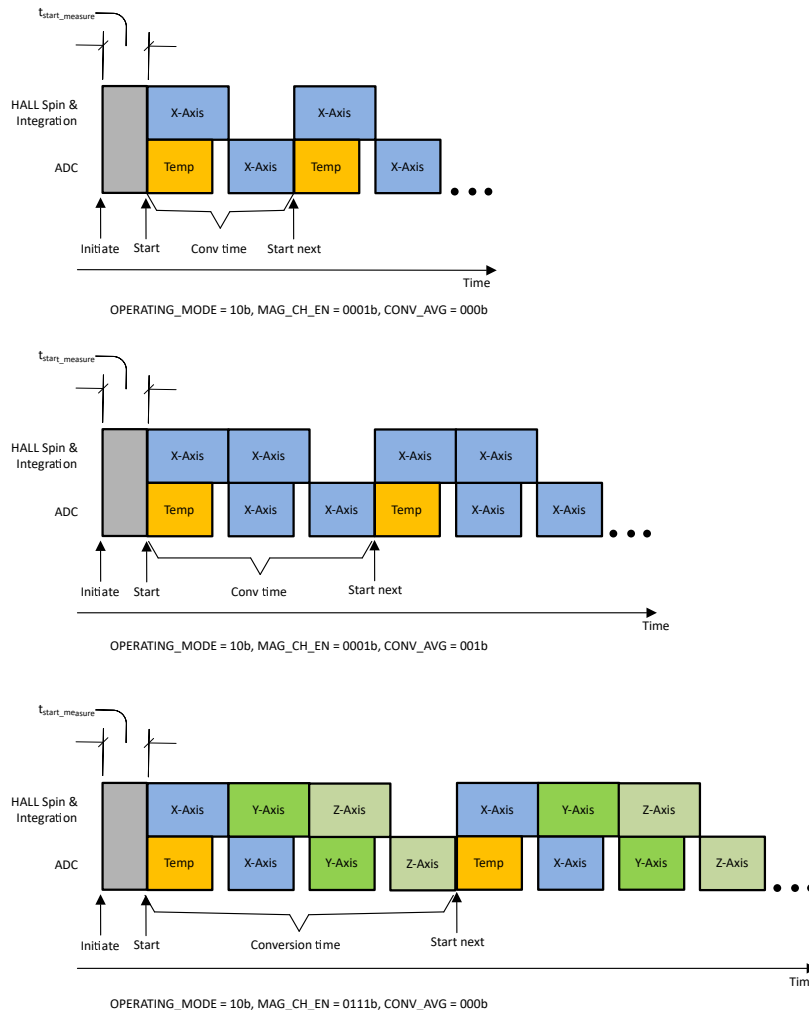 t_start_measure
HALL Spin &
Integration
X-Axis
X-Axis
ADC
Temp
X-Axis
Temp
X-Axis
Initiate
Start
Conv time
Start next
Time
OPERATING_MODE = 10b, MAG_CH_EN = 0001b, CONV_AVG = 000b
t_start_measure
HALL Spin &
Integration
X-Axis
X-Axis
X-Axis
X-Axis
ADC
Temp
X-Axis
X-Axis
Temp
X-Axis
X-Axis
Initiate
Start
Conv time
Start next
Time
OPERATING_MODE = 10b, MAG_CH_EN = 0001b, CONV_AVG = 001b
t_start_measure
HALL Spin &
Integration
X-Axis
Y-Axis
Z-Axis
X-Axis
Y-Axis
Z-Axis
ADC
Temp
X-Axis
Y-Axis
Z-Axis
Temp
X-Axis
Y-Axis
Z-Axis
Initiate
Start
Conversion time
Start next
Tim
OPERATING_MODE = 10b, MAG_CH_EN = 0111b, CONV_AVG = 000b